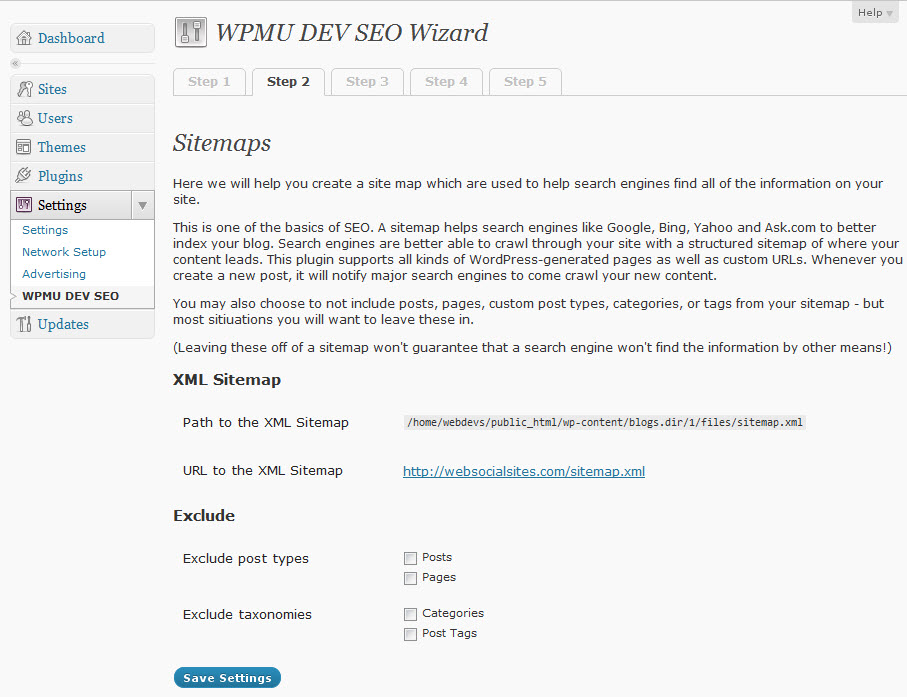 Help
Dashboard
Sites
Users
Themes
Plugins
Settings
Settings
Network Setup
Advertising
WPMU DEV SEO
Updates
WPMU DEV SEO Wizard
Step 1 Step 2 Step 3 Step 4 Step 5
Sitemaps
Here we will help you create a site map which are used to help search engines find all of the information on your
site.
This is one of the basics of SEO. A sitemap helps search engines like Google, Bing, Yahoo and Ask.com to better
index your blog. Search engines are better able to crawl through your site with a structured sitemap of where your
content leads. This plugin supports all kinds of WordPress-generated pages as well as custom URLs. Whenever you
create a new post, it will notify major search engines to come crawl your new content.
You may also choose to not include posts, pages, custom post types, categories, or tags from your sitemap - but
most sitiuations you will want to leave these in.
(Leaving these off of a sitemap won't guarantee that a search engine won't find the information by other means!)
XML Sitemap
Path to the XML Sitemap /home/webdevs/public_html/wp-content/blogs.dir/1/files/sitemap.xml
URL to the XML Sitemap http://websocialsites.com/sitemap.xml
Exclude
Exclude post types Posts
Pages
Exclude taxonomies Categories
Post Tags
Save Settings